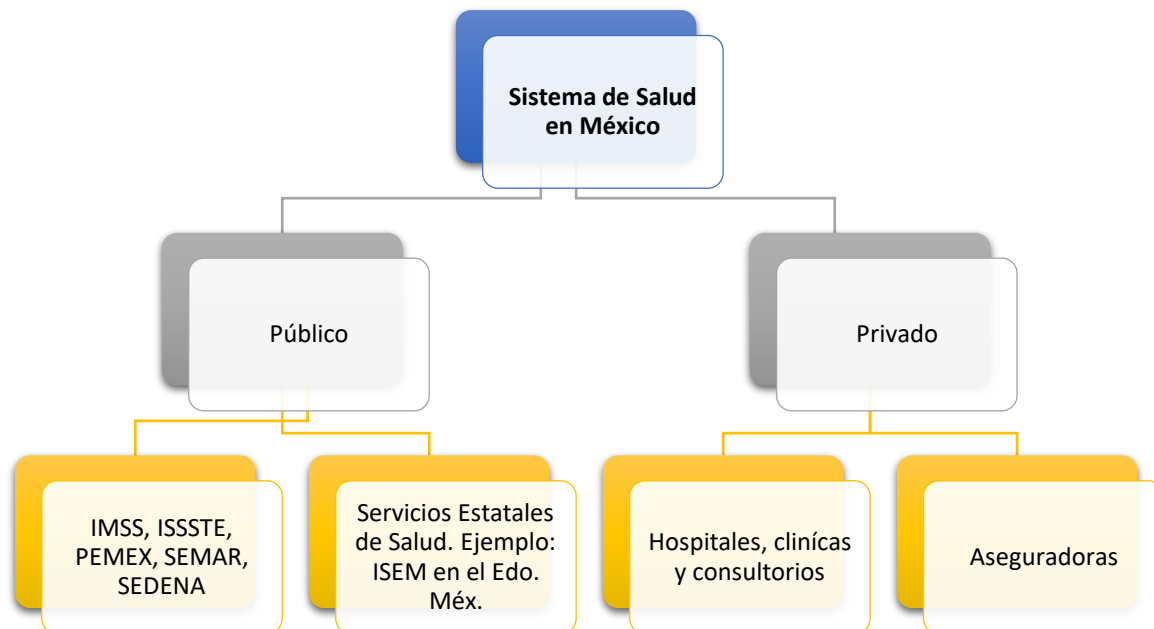 Sistema de Salud
en México
Público
Privado
IMSS, ISSSTE,
PEMEX, SEMAR,
SEDENA
Servicios Estatales
de Salud. Ejemplo:
ISEM en el Edo.
Méx.
Hospitales, clinícas
y consultorios
Aseguradoras